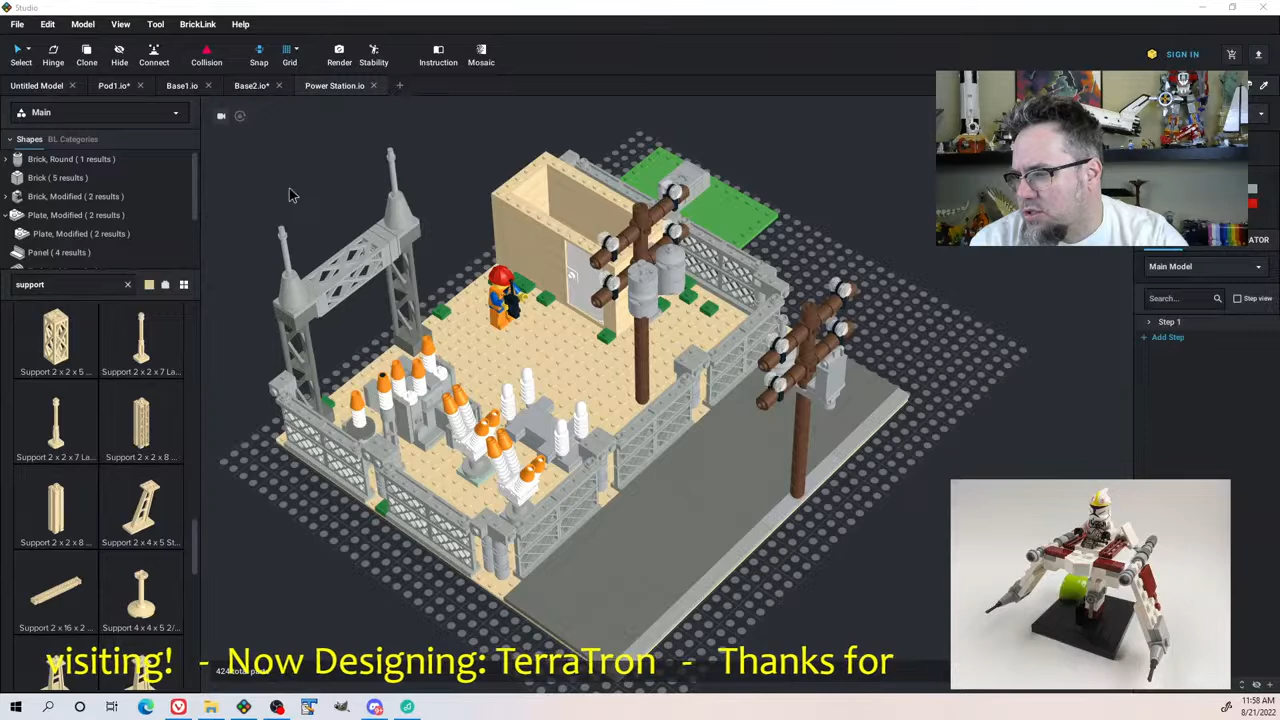 Studio
File Edit Model View Tool BrickLink Help
Select Hinge Clone Hide Connect Collision Snap Grid Render Stability Instruction Mosaic
SIGN IN
Untitled Model Pod1.io* Base1.io Base2.io* Power Station.io
Main
Shapes BL Categories
Brick, Round ( 1 results )
Brick ( 5 results )
Brick, Modified ( 2 results )
Plate, Modified ( 2 results )
Plate, Modified ( 2 results )
Panel ( 4 results )
support
Support 2 x 2 x 5 ... Support 2 x 2 x 7 La...
Support 2 x 2 x 7 La... Support 2 x 2 x 8 ...
Support 2 x 2 x 8 ... Support 2 x 4 x 5 St...
Support 2 x 16 x 2 ... Support 4 x 4 x 5 2/...
Main Model
Search... Step view
Step 1
Add Step
visiting! - Now Designing: TerraTron - Thanks for
11:58 AM
8/21/2022